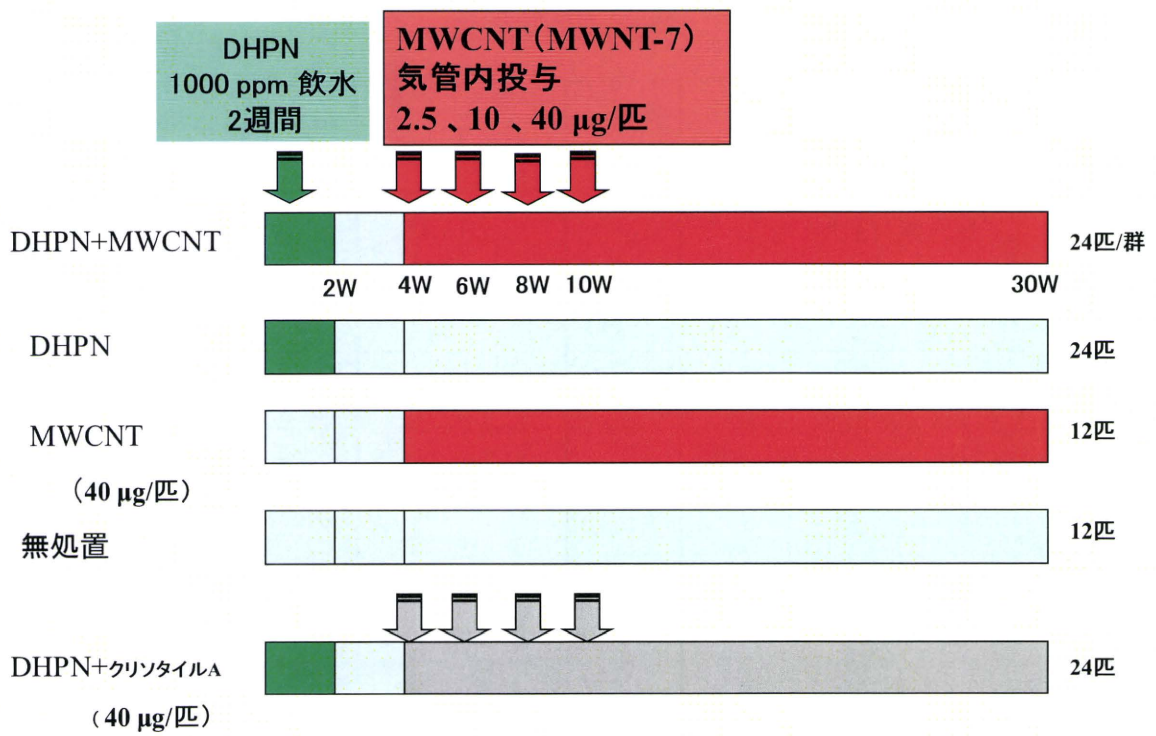 DHPN
1000 ppm 飲水
2週間
MWCNT(MWNT-7)
気管内投与
2.5 、10 、40 µg/匹
DHPN+MWCNT
24匹/群
2W 4W 6W 8W 10W 30W
DHPN
24匹
MWCNT
12匹
(40 µg/匹)
無処置
12匹
DHPN+クリソタイルA
24匹
(40 µg/匹)